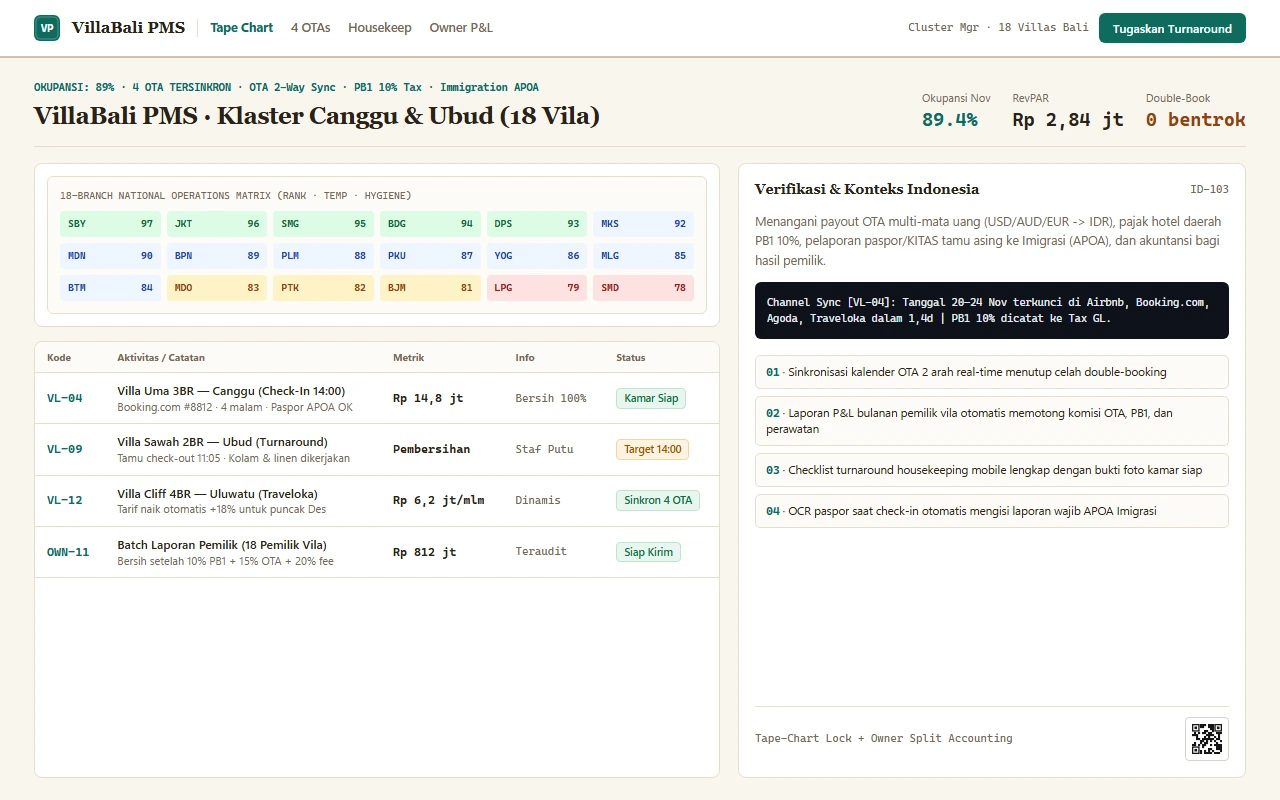 VP VillaBali PMS Tape Chart 4 OTAs Housekeep Owner P&L Cluster Mgr · 18 Villas Bali Tugaskan Turnaround
OKUPANSI: 89% · 4 OTA TERSINKRON · OTA 2-Way Sync · PB1 10% Tax · Immigration APOA
VillaBali PMS · Klaster Canggu & Ubud (18 Vila)
Okupansi Nov RevPAR Double-Book
89.4% Rp 2,84 jt 0 bentrok
18-BRANCH NATIONAL OPERATIONS MATRIX (RANK · TEMP · HYGIENE)
SBY 97 JKT 96 SMG 95 BDG 94 DPS 93 MKS 92
MDN 90 BPN 89 PLM 88 PKU 87 YOG 86 MLG 85
BTM 84 MDO 83 PTK 82 BJM 81 LPG 79 SMD 78
Kode Aktivitas / Catatan Metrik Info Status
VL-04 Villa Uma 3BR — Canggu (Check-In 14:00) Rp 14,8 jt Bersih 100% Kamar Siap
Booking.com #8812 · 4 malam · Paspor APOA OK
VL-09 Villa Sawah 2BR — Ubud (Turnaround) Pembersihan Staf Putu Target 14:00
Tamu check-out 11:05 · Kolam & linen dikerjakan
VL-12 Villa Cliff 4BR — Uluwatu (Traveloka) Rp 6,2 jt/mlm Dinamis Sinkron 4 OTA
Tarif naik otomatis +18% untuk puncak Des
OWN-11 Batch Laporan Pemilik (18 Pemilik Vila) Rp 812 jt Teraudit Siap Kirim
Bersih setelah 10% PB1 + 15% OTA + 20% fee
Verifikasi & Konteks Indonesia ID-103
Menangani payout OTA multi-mata uang (USD/AUD/EUR -> IDR), pajak hotel daerah
PB1 10%, pelaporan paspor/KITAS tamu asing ke Imigrasi (APOA), dan akuntansi bagi
hasil pemilik.
Channel Sync [VL-04]: Tanggal 20-24 Nov terkunci di Airbnb, Booking.com,
Agoda, Traveloka dalam 1,4d | PB1 10% dicatat ke Tax GL.
01 · Sinkronisasi kalender OTA 2 arah real-time menutup celah double-booking
02 · Laporan P&L bulanan pemilik vila otomatis memotong komisi OTA, PB1, dan
perawatan
03 · Checklist turnaround housekeeping mobile lengkap dengan bukti foto kamar siap
04 · OCR paspor saat check-in otomatis mengisi laporan wajib APOA Imigrasi
Tape-Chart Lock + Owner Split Accounting